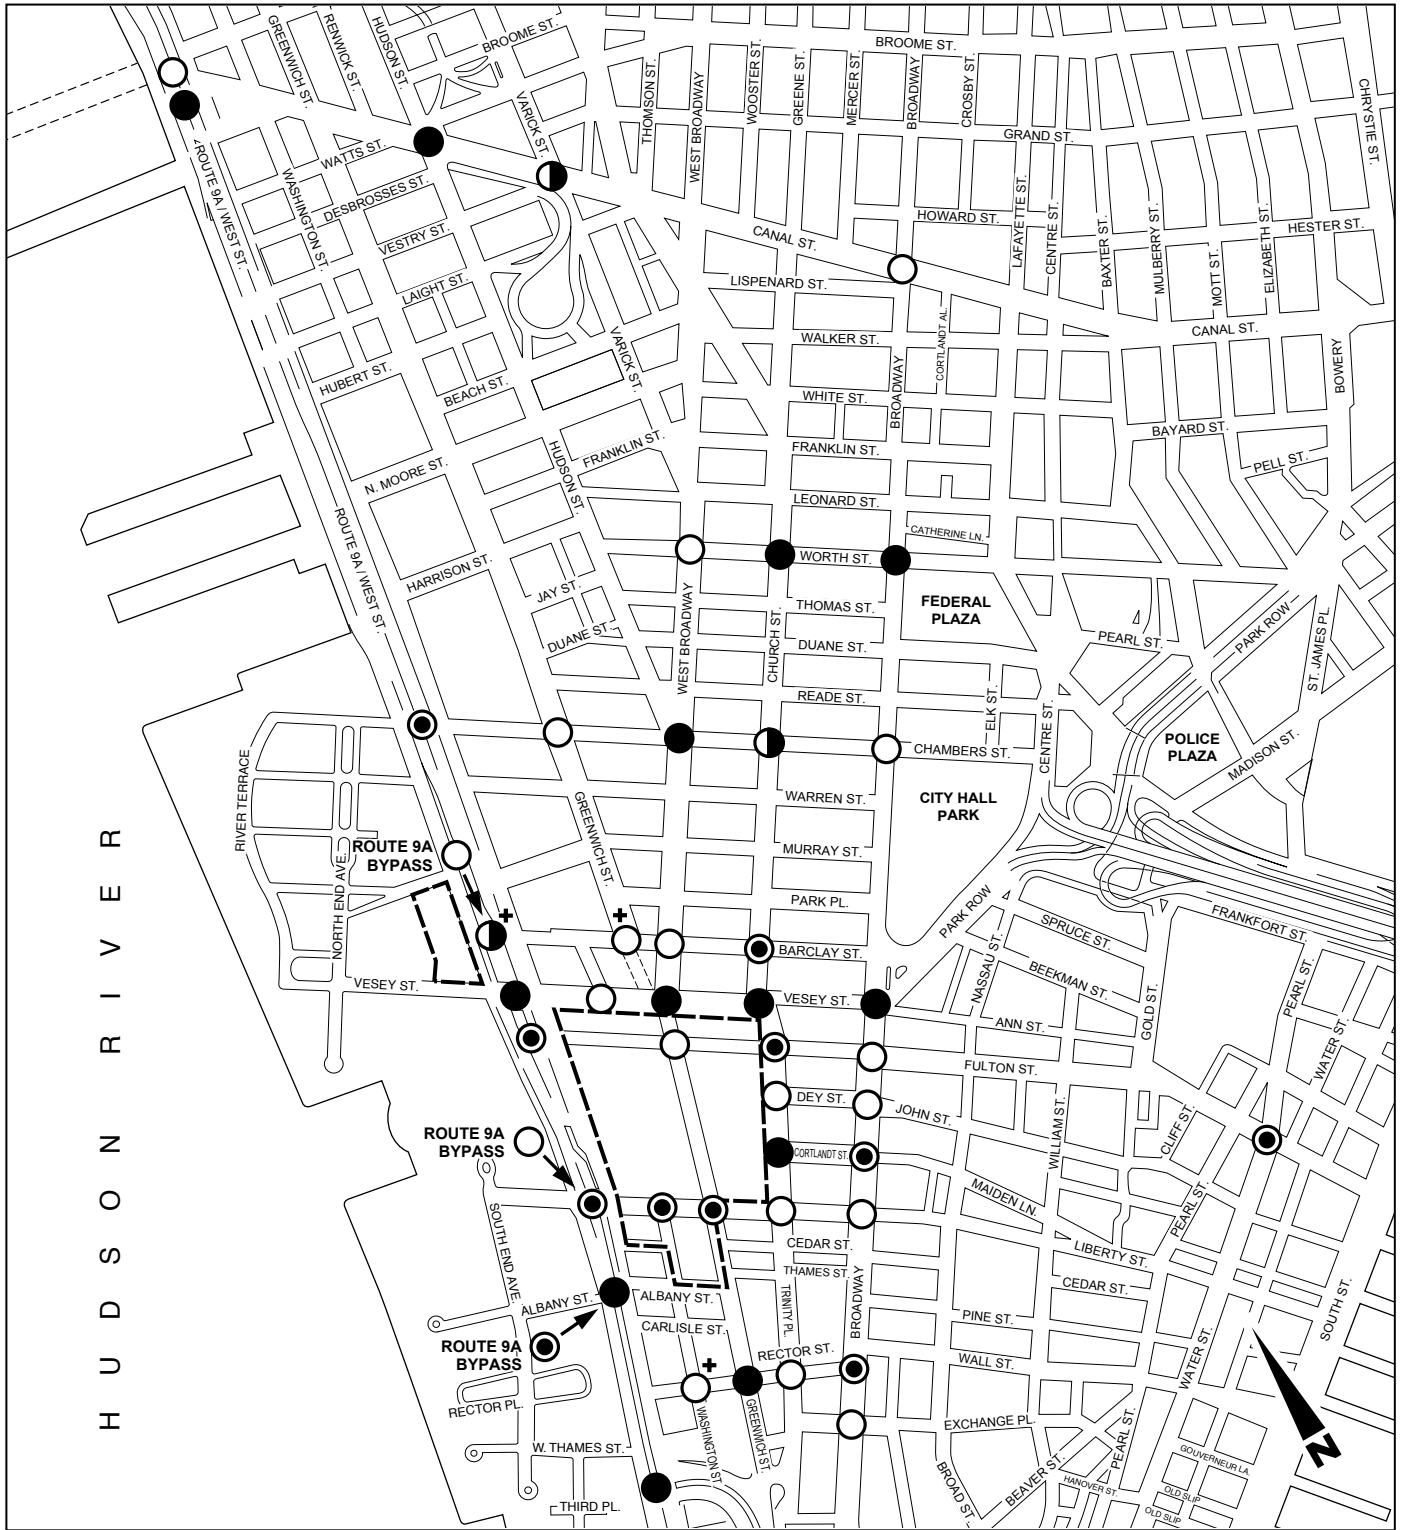 GREENWICH ST.
RENWICK ST.
HUDSON ST.
BROOME ST.
VARICK ST.
THOMSON ST.
WEST BROADWAY
WOOSTER ST.
GREENE ST.
MERCER ST.
BROADWAY
CROSBY ST.
BROOME ST.
GRAND ST.
CHRYSTIE ST.
WATTS ST.
ROUTE 9A / WEST ST.
WASHINGTON ST.
DESBROSSES ST.
VESTRY ST.
LAIGHT ST.
CANAL ST.
HOWARD ST.
LAFAYETTE ST.
CENTRE ST.
BAXTER ST.
MULBERRY ST.
MOTT ST.
ELIZABETH ST.
HESTER ST.
LISPENARD ST.
WALKER ST.
CORTLANDT AL.
CANAL ST.
BOWERY
HUBERT ST.
BEACH ST.
VARICK ST.
WHITE ST.
BROADWAY
BAYARD ST.
PELL ST.
N. MOORE ST.
HUDSON ST.
FRANKLIN ST.
FRANKLIN ST.
LEONARD ST.
CATHERINE LN.
WORTH ST.
ROUTE 9A / WEST ST.
HARRISON ST.
JAY ST.
DUANE ST.
WEST BROADWAY
CHURCH ST.
THOMAS ST.
FEDERAL
PLAZA
DUANE ST.
PEARL ST.
PARK ROW
ST. JAMES PL.
READE ST.
ELK ST.
CENTRE ST.
CHAMBERS ST.
POLICE
PLAZA
MADISON ST.
RIVER TERRACE
GREENWICH ST.
WARREN ST.
CITY HALL
PARK
MURRAY ST.
ROUTE 9A
BYPASS
NORTH END AVE.
PARK PL.
PARK ROW
SPRUCE ST.
FRANKFORT ST
BARCLAY ST.
NASSAU ST.
BEEKMAN ST.
GOLD ST.
PEARL ST.
VESEY ST.
VESEY ST.
ANN ST.
WATER ST.
FULTON ST.
DEY ST.
JOHN ST.
WILLIAM ST.
CLIFF ST.
ROUTE 9A
BYPASS
CORTLANDT ST.
MAIDEN LN.
PEARL ST.
SOUTH END AVE.
CEDAR ST.
LIBERTY ST.
THAMES ST.
CEDAR ST.
SOUTH ST.
ALBANY ST.
ALBANY ST.
TRINITY PL.
BROADWAY
PINE ST.
CARLISLE ST.
ROUTE 9A
BYPASS
RECTOR ST.
WALL ST.
WATER ST.
RECTOR PL.
WASHINGTON ST
GREENWICH ST.
EXCHANGE PL.
PEARL ST.
W. THAMES ST.
BROAD ST.
BEAVER ST.
HANOVER ST.
GOUVERNEUR LA.
OLD SLIP
OLD SLIP
THIRD PL.
HUDSON RIVER
N